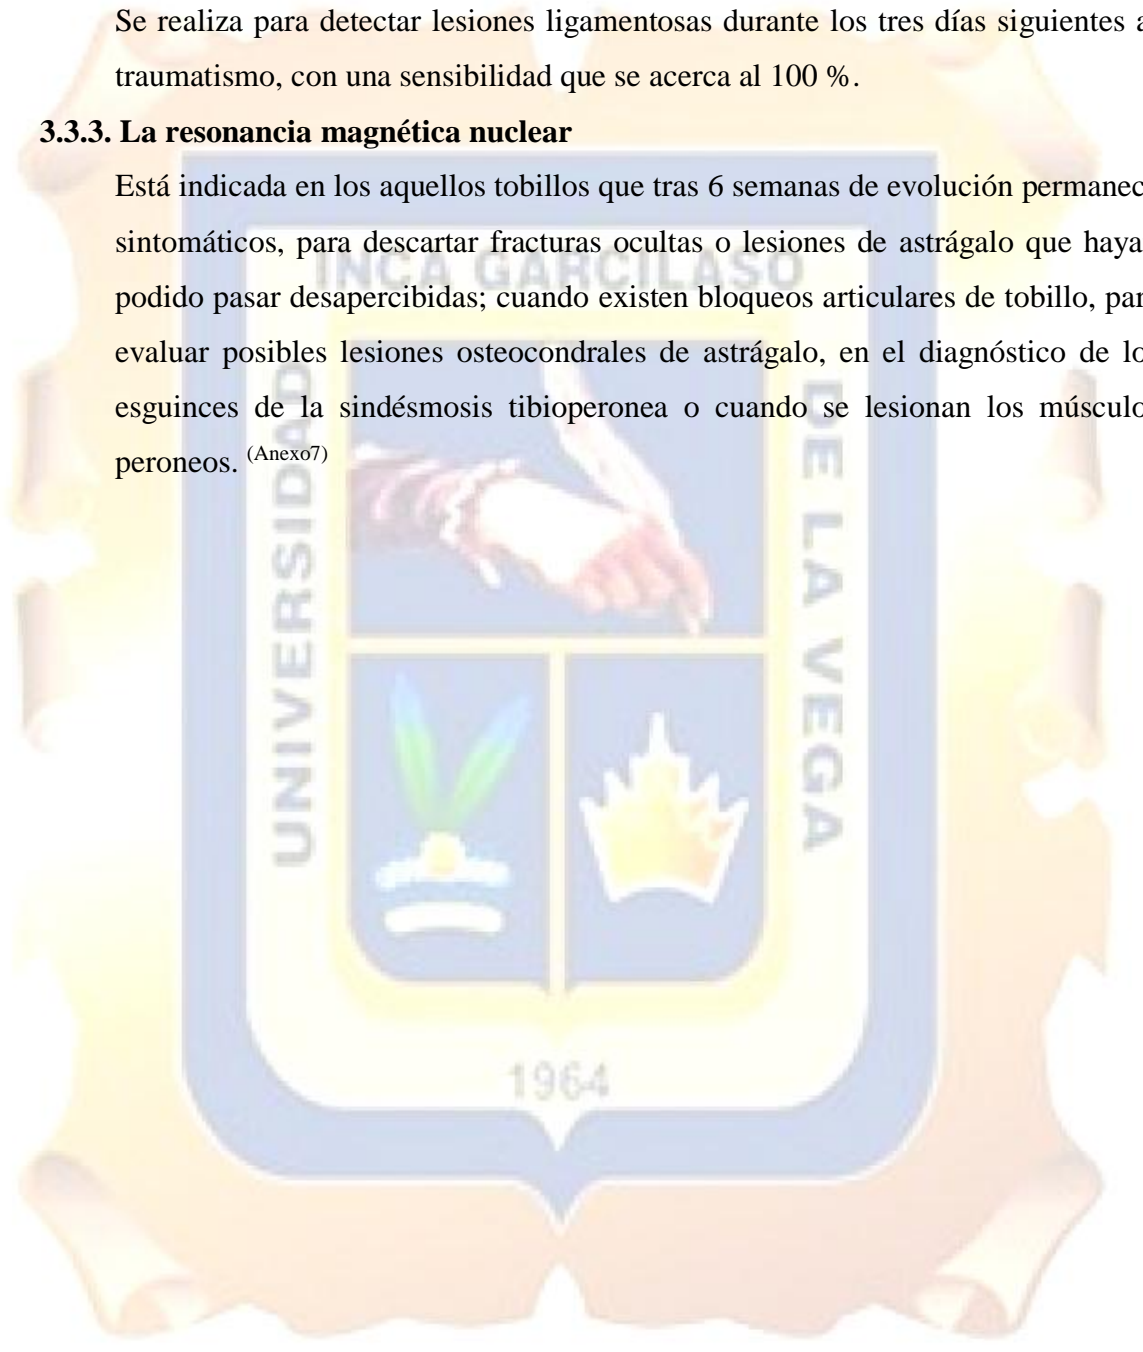 Se realiza para detectar lesiones ligamentosas durante los tres días siguientes a
traumatismo, con una sensibilidad que se acerca al 100 %.
3.3.3. La resonancia magnética nuclear
Está indicada en los aquellos tobillos que tras 6 semanas de evolución permanec
sintomáticos, para descartar fracturas ocultas o lesiones de astrágalo que haya
podido pasar desapercibidas; cuando existen bloqueos articulares de tobillo, par
evaluar posibles lesiones osteocondrales de astrágalo, en el diagnóstico de lo
esguinces de la sindésmosis tibioperonea o cuando se lesionan los músculo
peroneos. (Anexo7)
UNIVERSIDAD
INCA GARCILASO
DE LA VEGA
1964